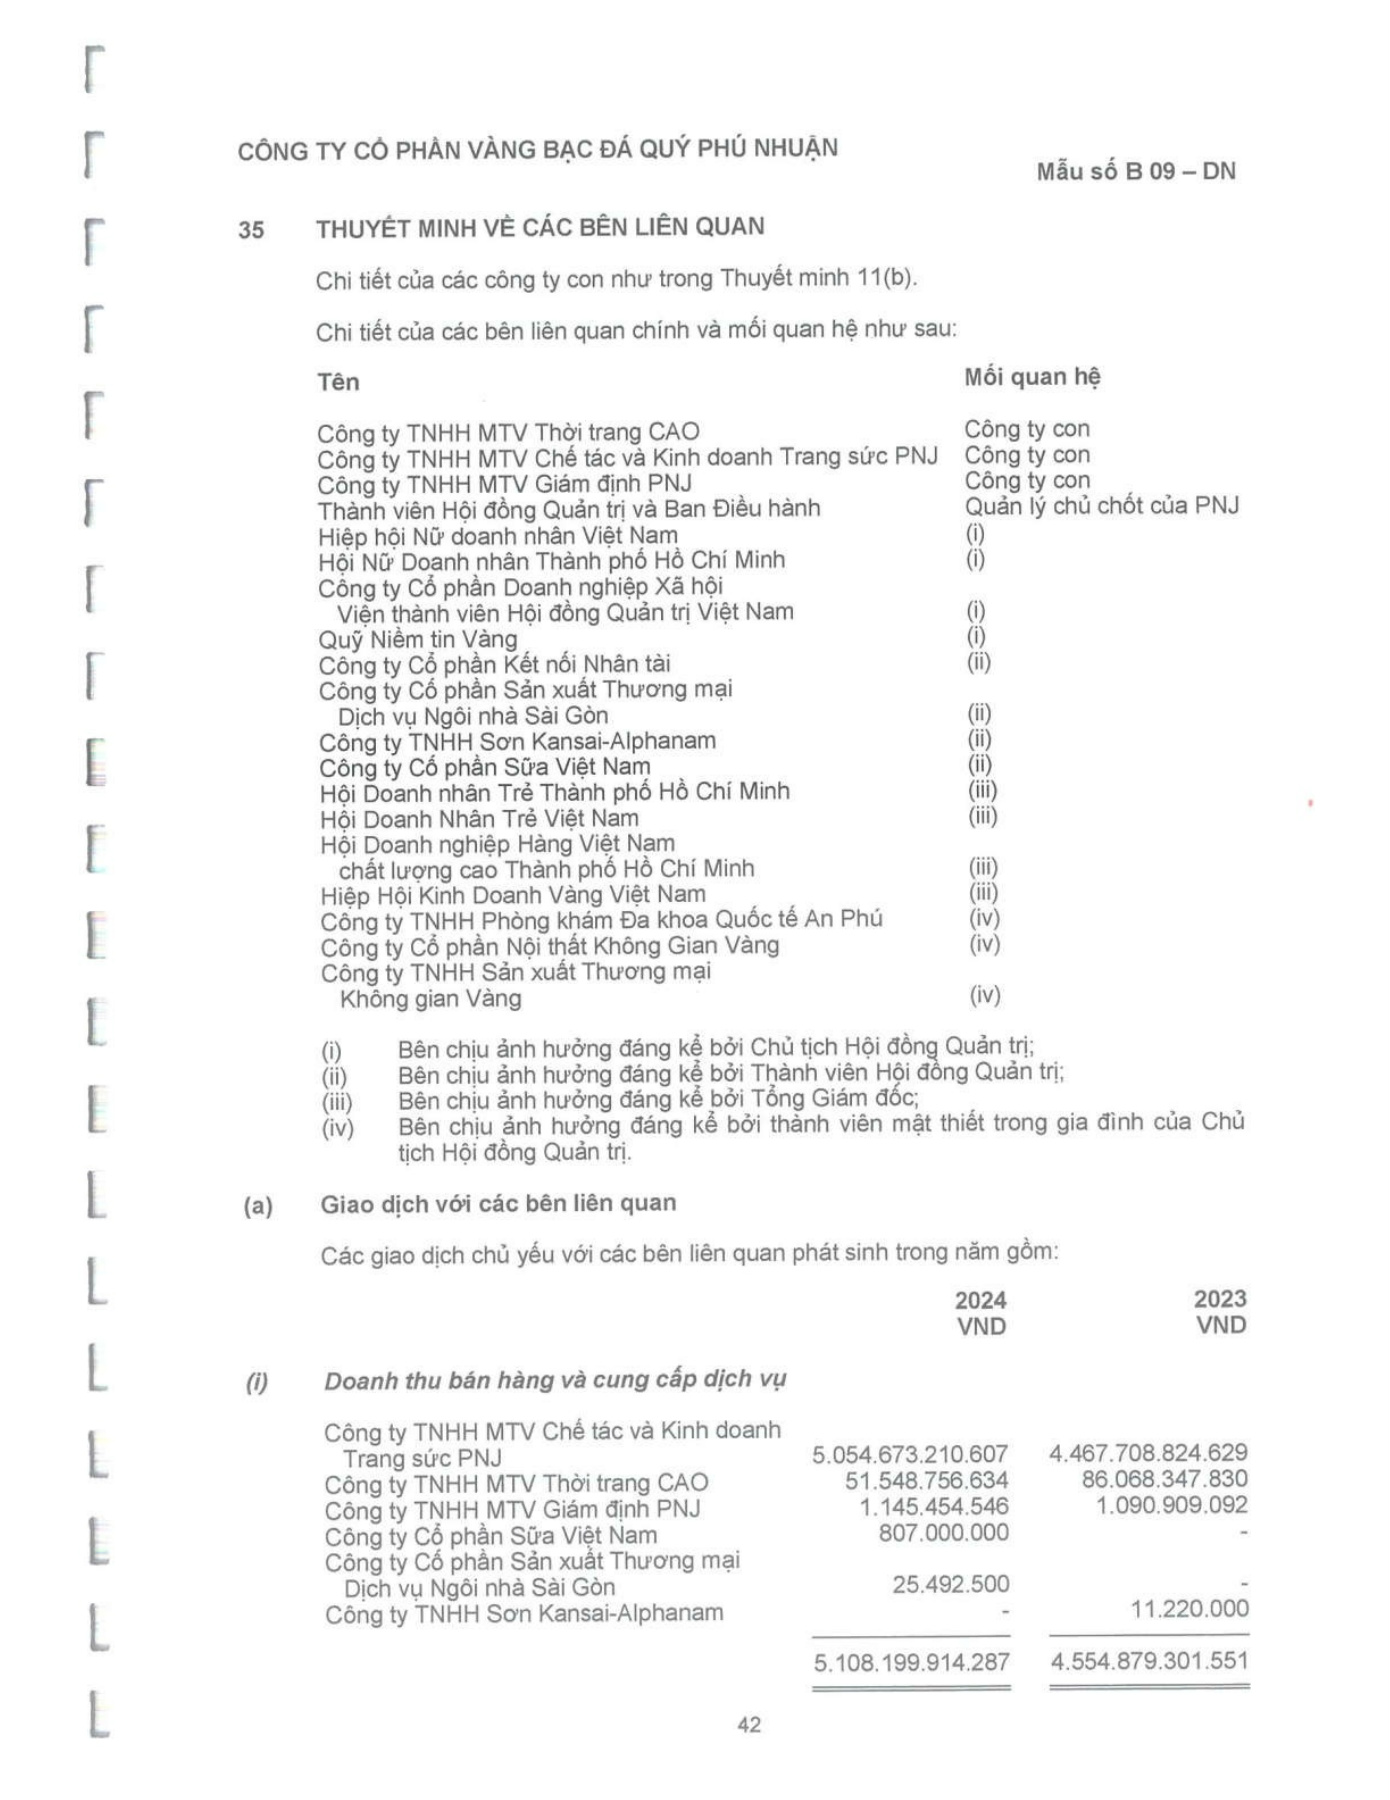 CÔNG TY CỔ PHẦN VÀNG BẠC ĐÁ QUÝ PHÚ NHUẬN
Mẫu số B 09 – DN
35 THUYẾT MINH VỀ CÁC BÊN LIÊN QUAN
Chi tiết của các công ty con như trong Thuyết minh 11(b).
Chi tiết của các bên liên quan chính và mối quan hệ như sau:
Tên Mối quan hệ
Công ty TNHH MTV Thời trang CAO Công ty con
Công ty TNHH MTV Chế tác và Kinh doanh Trang sức PNJ Công ty con
Công ty TNHH MTV Giám định PNJ Công ty con
Thành viên Hội đồng Quản trị và Ban Điều hành Quản lý chủ chốt của PNJ
Hiệp hội Nữ doanh nhân Việt Nam (i)
Hội Nữ Doanh nhân Thành phố Hồ Chí Minh (i)
Công ty Cổ phần Doanh nghiệp Xã hội
Viện thành viên Hội đồng Quản trị Việt Nam (i)
Quỹ Niềm tin Vàng (i)
Công ty Cổ phần Kết nối Nhân tài (ii)
Công ty Cổ phần Sản xuất Thương mại
Dịch vụ Ngôi nhà Sài Gòn (ii)
Công ty TNHH Sơn Kansai-Alphanam (ii)
Công ty Cổ phần Sữa Việt Nam (ii)
Hội Doanh nhân Trẻ Thành phố Hồ Chí Minh (iii)
Hội Doanh Nhân Trẻ Việt Nam (iii)
Hội Doanh nghiệp Hàng Việt Nam
chất lượng cao Thành phố Hồ Chí Minh (iii)
Hiệp Hội Kinh Doanh Vàng Việt Nam (iii)
Công ty TNHH Phòng khám Đa khoa Quốc tế An Phú (iv)
Công ty Cổ phần Nội thất Không Gian Vàng (iv)
Công ty TNHH Sản xuất Thương mại
Không gian Vàng (iv)
(i) Bên chịu ảnh hưởng đáng kể bởi Chủ tịch Hội đồng Quản trị;
(ii) Bên chịu ảnh hưởng đáng kể bởi Thành viên Hội đồng Quản trị;
(iii) Bên chịu ảnh hưởng đáng kể bởi Tổng Giám đốc;
(iv) Bên chịu ảnh hưởng đáng kể bởi thành viên mật thiết trong gia đình của Chủ
tịch Hội đồng Quản trị.
(a) Giao dịch với các bên liên quan
Các giao dịch chủ yếu với các bên liên quan phát sinh trong năm gồm:
2024 2023
VND VND
(i) Doanh thu bán hàng và cung cấp dịch vụ
Công ty TNHH MTV Chế tác và Kinh doanh
Trang sức PNJ 5.054.673.210.607 4.467.708.824.629
Công ty TNHH MTV Thời trang CAO 51.548.756.634 86.068.347.830
Công ty TNHH MTV Giám định PNJ 1.145.454.546 1.090.909.092
Công ty Cổ phần Sữa Việt Nam 807.000.000 -
Công ty Cổ phần Sản xuất Thương mại
Dịch vụ Ngôi nhà Sài Gòn 25.492.500 -
Công ty TNHH Sơn Kansai-Alphanam - 11.220.000
5.108.199.914.287 4.554.879.301.551
42